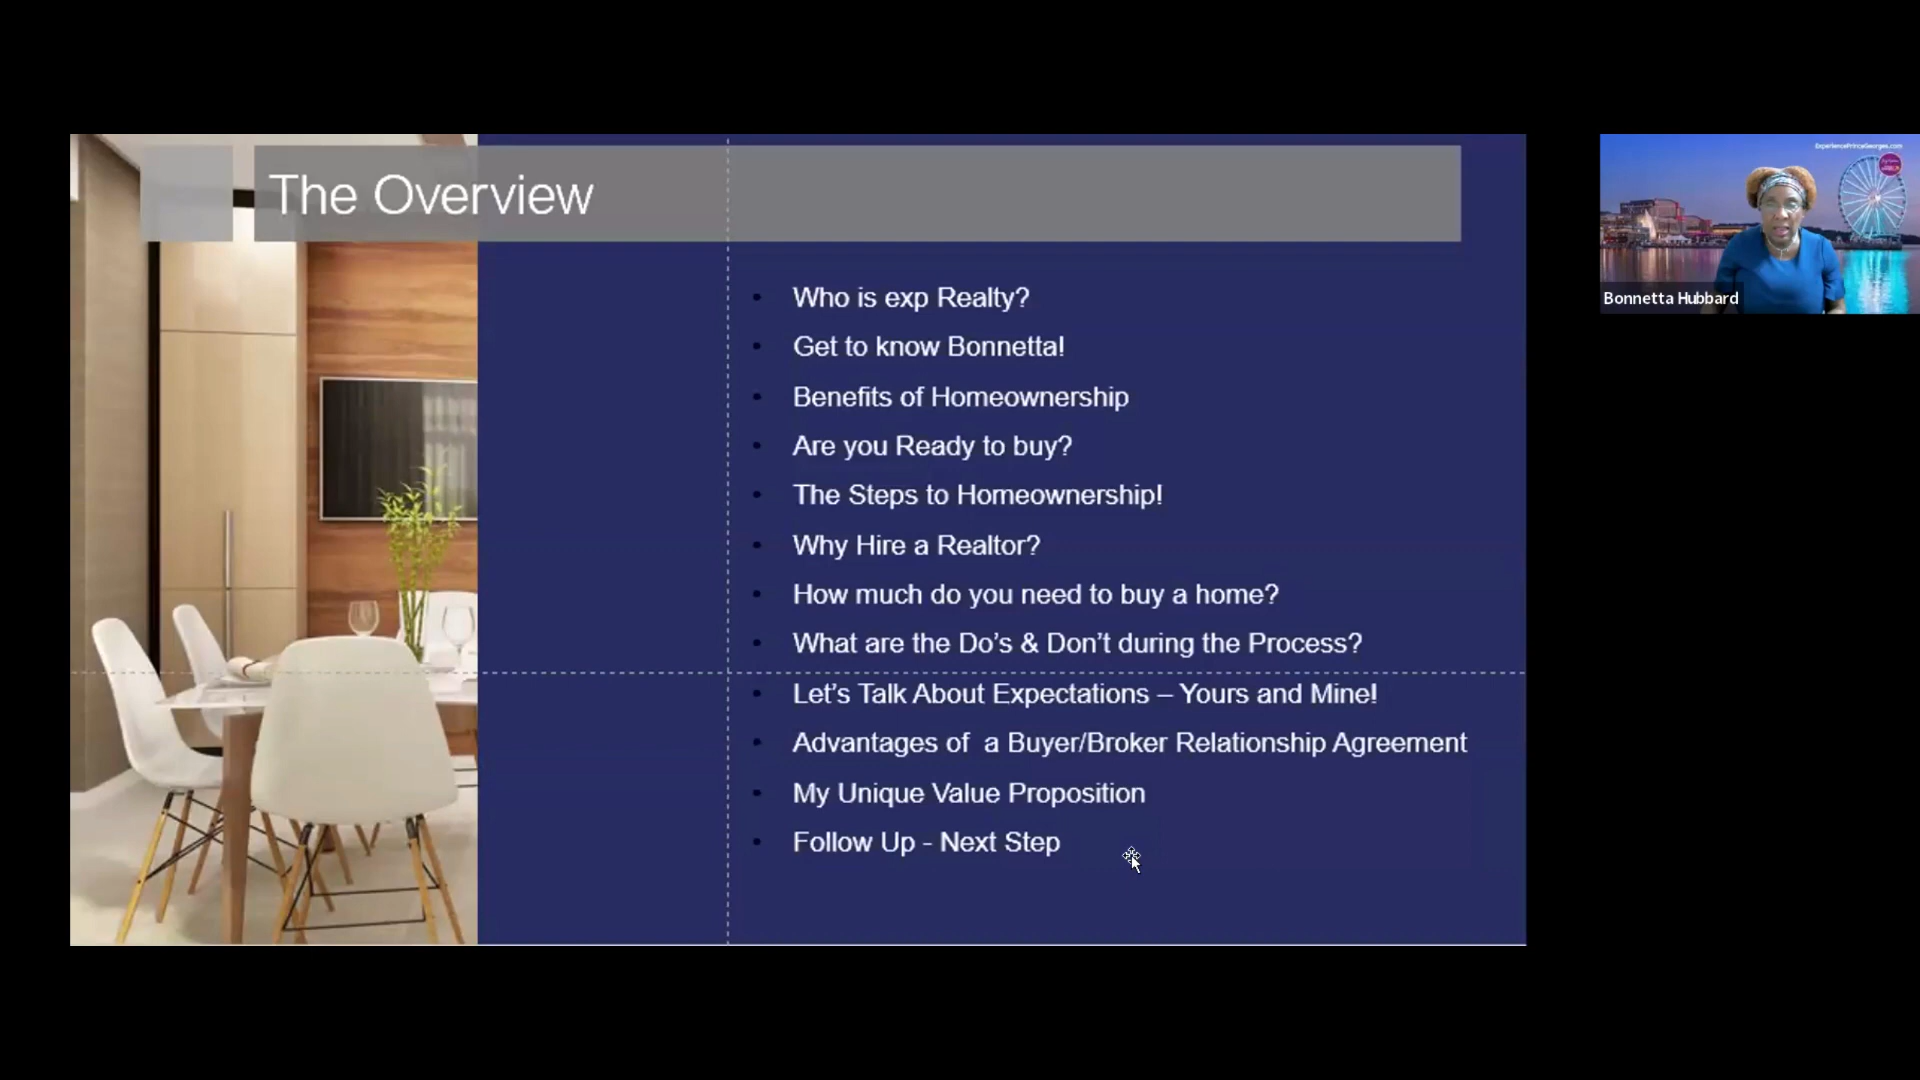 The Overview
Who is exp Realty?
Get to know Bonnetta!
Benefits of Homeownership
Are you Ready to buy?
The Steps to Homeownership!
Why Hire a Realtor?
How much do you need to buy a home?
What are the Do’s & Don’t during the Process?
Let’s Talk About Expectations – Yours and Mine!
Advantages of  a Buyer/Broker Relationship Agreement
My Unique Value Proposition
Follow Up - Next Step
ExperiencePrinceGeorges.com
Bonnetta Hubbard